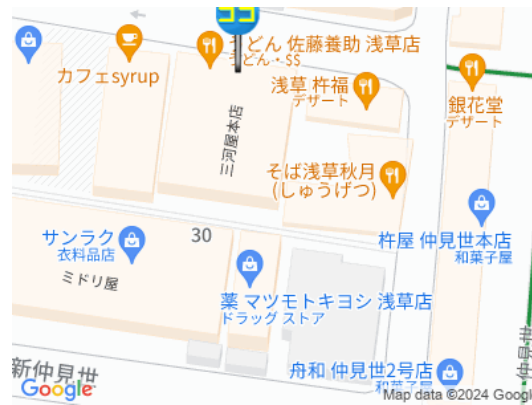 うどん 佐藤養助 浅草店
うどん・SS
カフェsyrup
浅草 杵福
デザート
銀花堂
デザート
三河屋本店
そば浅草秋月
(しゅうげつ)
杵屋 仲見世本店
和菓子屋
サンラク
衣料品店
30
ミドリ屋
薬 マツモトキヨシ 浅草店
ドラッグ ストア
新仲見世
舟和 仲見世2号店
和菓子屋
仲見世
Google
Map data ©2024 Google